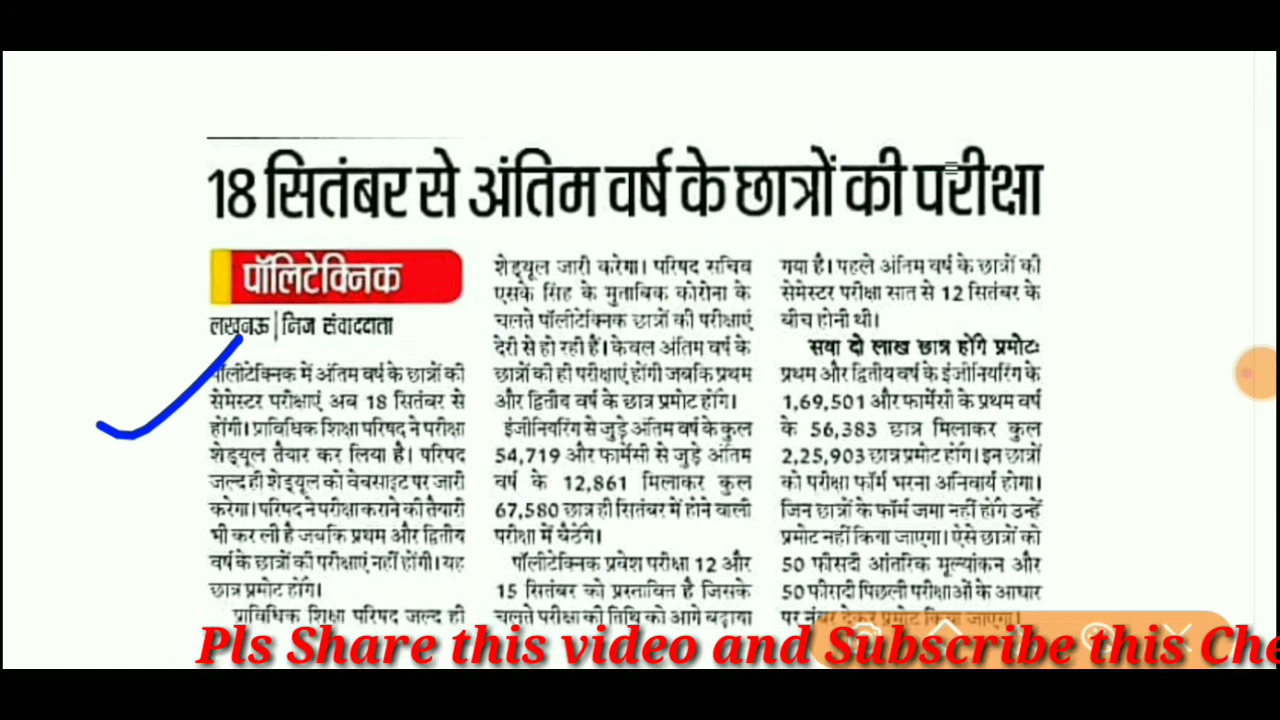 18 सितंबर से अंतिम वर्ष के छात्रों की परीक्षा
पॉलिटेक्निक
लखनऊ | निज संवाददाता
पॉलीटेक्निक में अंतिम वर्ष के छात्रों की
सेमेस्टर परीक्षाएं अब 18 सितंबर से
होंगी। प्राविधिक शिक्षा परिषद ने परीक्षा
शेड्यूल तैयार कर लिया है। परिषद
जल्द ही शेड्यूल को वेबसाइट पर जारी
करेगा। परिषद ने परीक्षा कराने की तैयारी
भी कर ली है जबकि प्रथम और द्वितीय
वर्ष के छात्रों की परीक्षाएं नहीं होंगी। यह
छात्र प्रमोट होंगे।
प्राविधिक शिक्षा परिषद जल्द ही
शेड्यूल जारी करेगा। परिषद सचिव
एसके सिंह के मुताबिक कोरोना के
चलते पॉलीटेक्निक छात्रों की परीक्षाएं
देरी से हो रही हैं। केवल अंतिम वर्ष के
छात्रों की ही परीक्षाएं होंगी जबकि प्रथम
और द्वितीय वर्ष के छात्र प्रमोट होंगे।
इंजीनियरिंग से जुड़े अंतिम वर्ष के कुल
54,719 और फार्मेसी से जुड़े अंतिम
वर्ष के 12,861 मिलाकर कुल
67,580 छात्र ही सितंबर में होने वाली
परीक्षा में बैठेंगे।
पॉलीटेक्निक प्रवेश परीक्षा 12 और
15 सितंबर को प्रस्तावित है जिसके
चलते परीक्षा की तिथि को आगे बढ़ाया
गया है। पहले अंतिम वर्ष के छात्रों की
सेमेस्टर परीक्षा सात से 12 सितंबर के
बीच होनी थी।
सवा दो लाख छात्र होंगे प्रमोट:
प्रथम और द्वितीय वर्ष के इंजीनियरिंग के
1,69,501 और फार्मेसी के प्रथम वर्ष
के 56,383 छात्र मिलाकर कुल
2,25,903 छात्र प्रमोट होंगे। इन छात्रों
को परीक्षा फॉर्म भरना अनिवार्य होगा।
जिन छात्रों के फॉर्म जमा नहीं होंगे उन्हें
प्रमोट नहीं किया जाएगा। ऐसे छात्रों को
50 फीसदी आंतरिक मूल्यांकन और
50 फीसदी पिछली परीक्षाओं के आधार
पर नंबर देकर प्रमोट किया जाएगा।
Pls Share this video and Subscribe this Che